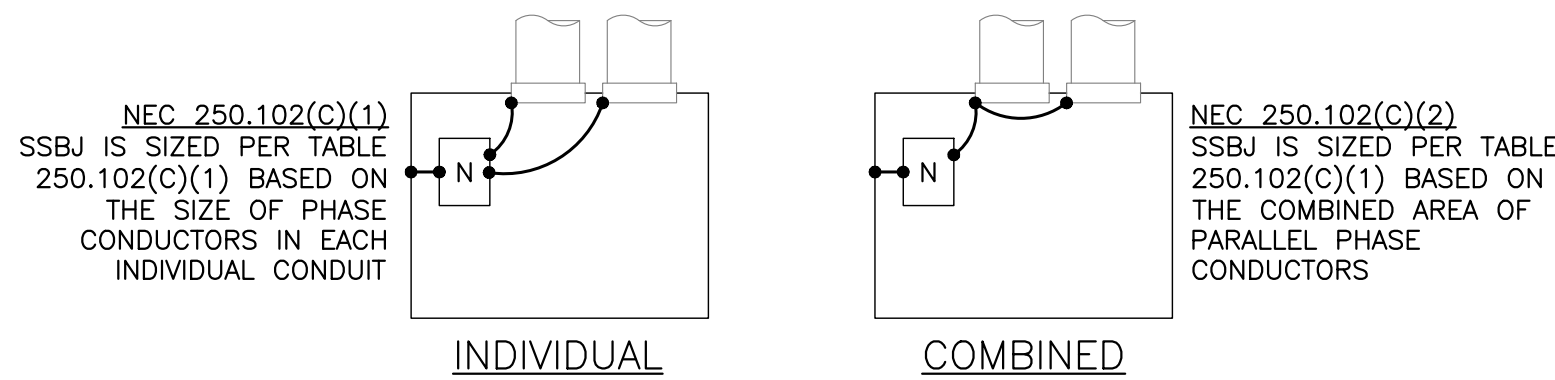 NEC 250.102(C)(1)
SSBJ IS SIZED PER TABLE
250.102(C)(1) BASED ON
THE SIZE OF PHASE
CONDUCTORS IN EACH
INDIVIDUAL CONDUIT
N
INDIVIDUAL
N
COMBINED
NEC 250.102(C)(2)
SSBJ IS SIZED PER TABLE
250.102(C)(1) BASED ON
THE COMBINED AREA OF
PARALLEL PHASE
CONDUCTORS